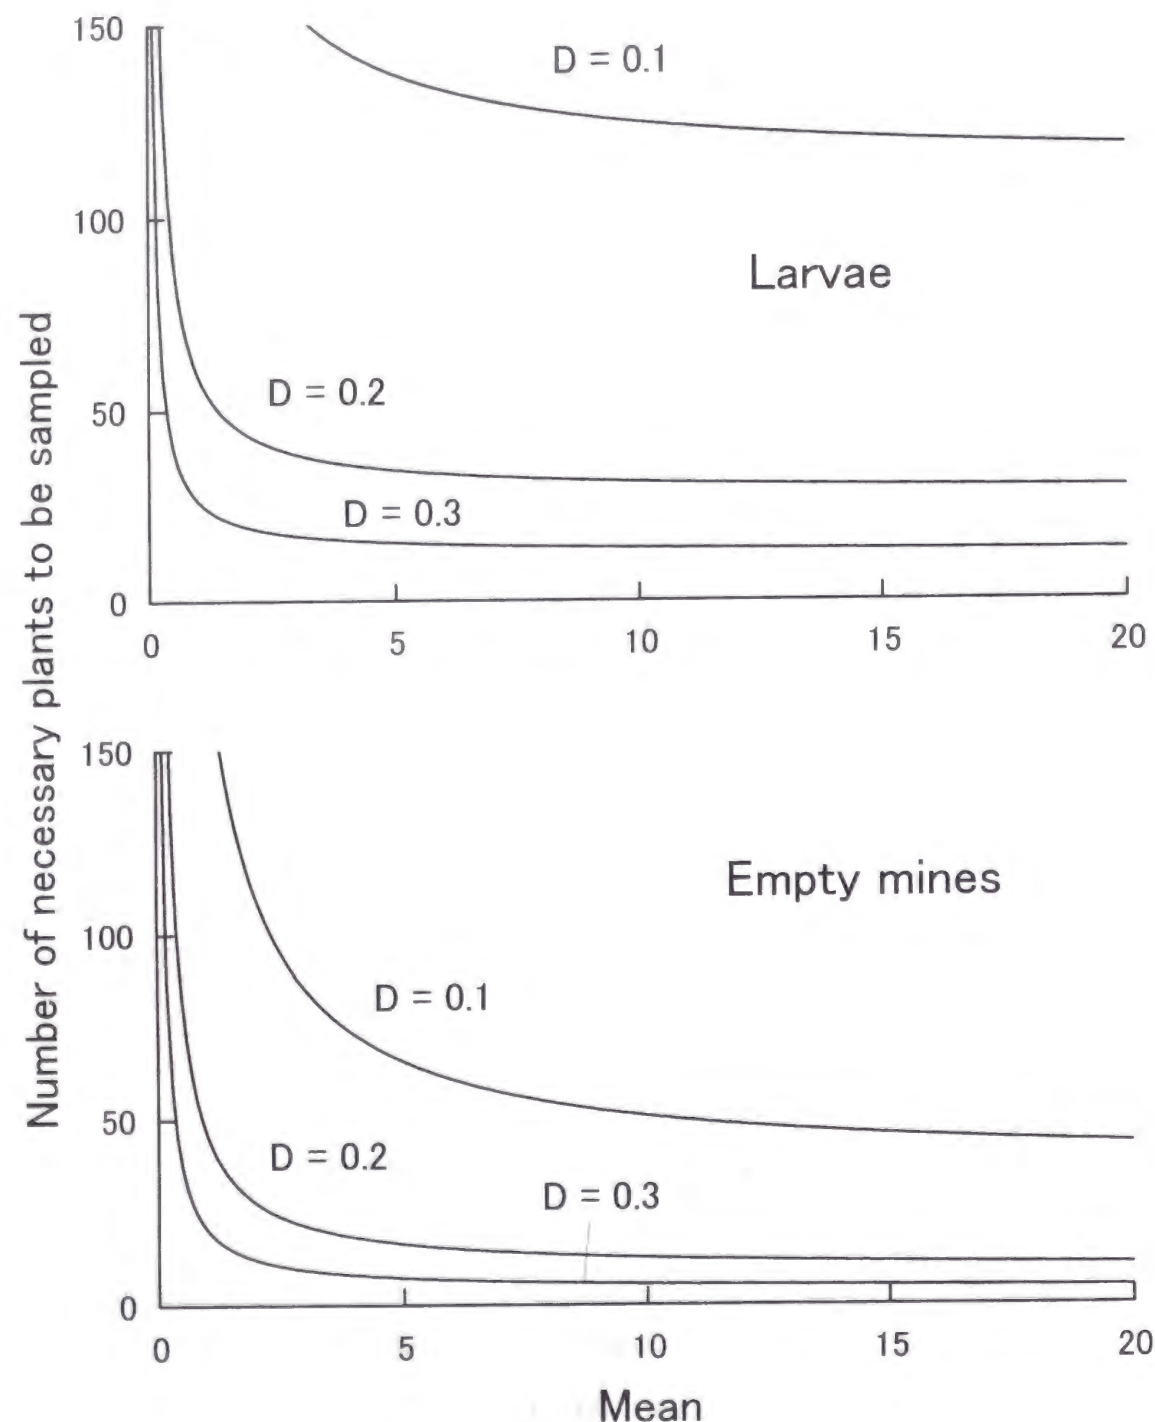 Number of necessary plants to be sampled
150
100
50
0
D = 0.1
Larvae
D = 0.2
D = 0.3
0 5 10 15 20
150
100
50
0
Empty mines
D = 0.1
D = 0.2
D = 0.3
0 5 10 15 20
Mean